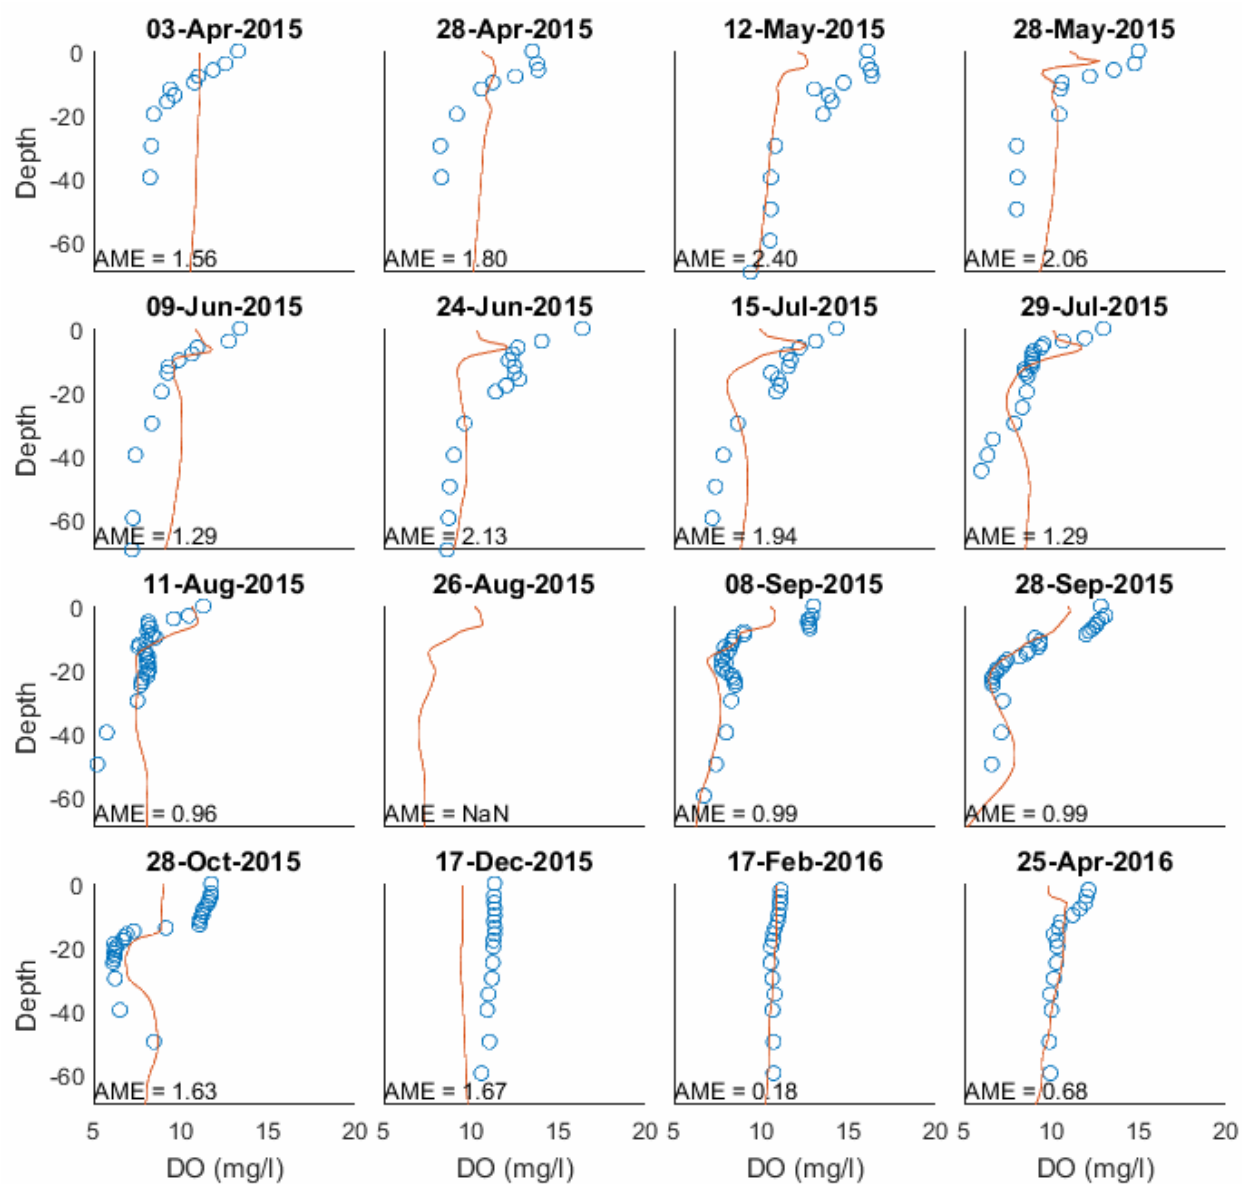 03-Apr-2015 28-Apr-2015 12-May-2015 28-May-2015
0
-20
-40
-60
Depth
AME = 1.56 AME = 1.80 AME = 2.40 AME = 2.06
09-Jun-2015 24-Jun-2015 15-Jul-2015 29-Jul-2015
0
-20
-40
-60
Depth
AME = 1.29 AME = 2.13 AME = 1.94 AME = 1.29
11-Aug-2015 26-Aug-2015 08-Sep-2015 28-Sep-2015
0
-20
-40
-60
Depth
AME = 0.96 AME = NaN AME = 0.99 AME = 0.99
28-Oct-2015 17-Dec-2015 17-Feb-2016 25-Apr-2016
0
-20
-40
-60
Depth
AME = 1.63 AME = 1.67 AME = 0.18 AME = 0.68
5 10 15 20 5 10 15 20 5 10 15 20 5 10 15 20
DO (mg/l) DO (mg/l) DO (mg/l) DO (mg/l)